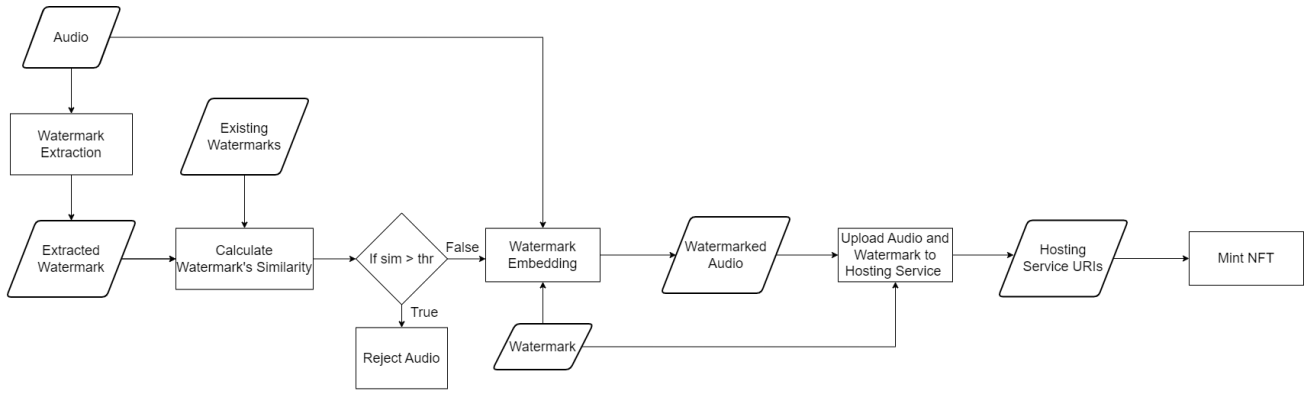 Audio
Watermark
Extraction
Existing
Watermarks
Extracted
Watermark
Calculate
Watermark's Similarity
If sim > thr
False
True
Reject Audio
Watermark
Embedding
Watermark
Watermarked
Audio
Upload Audio and
Watermark to
Hosting Service
Hosting
Service URIs
Mint NFT